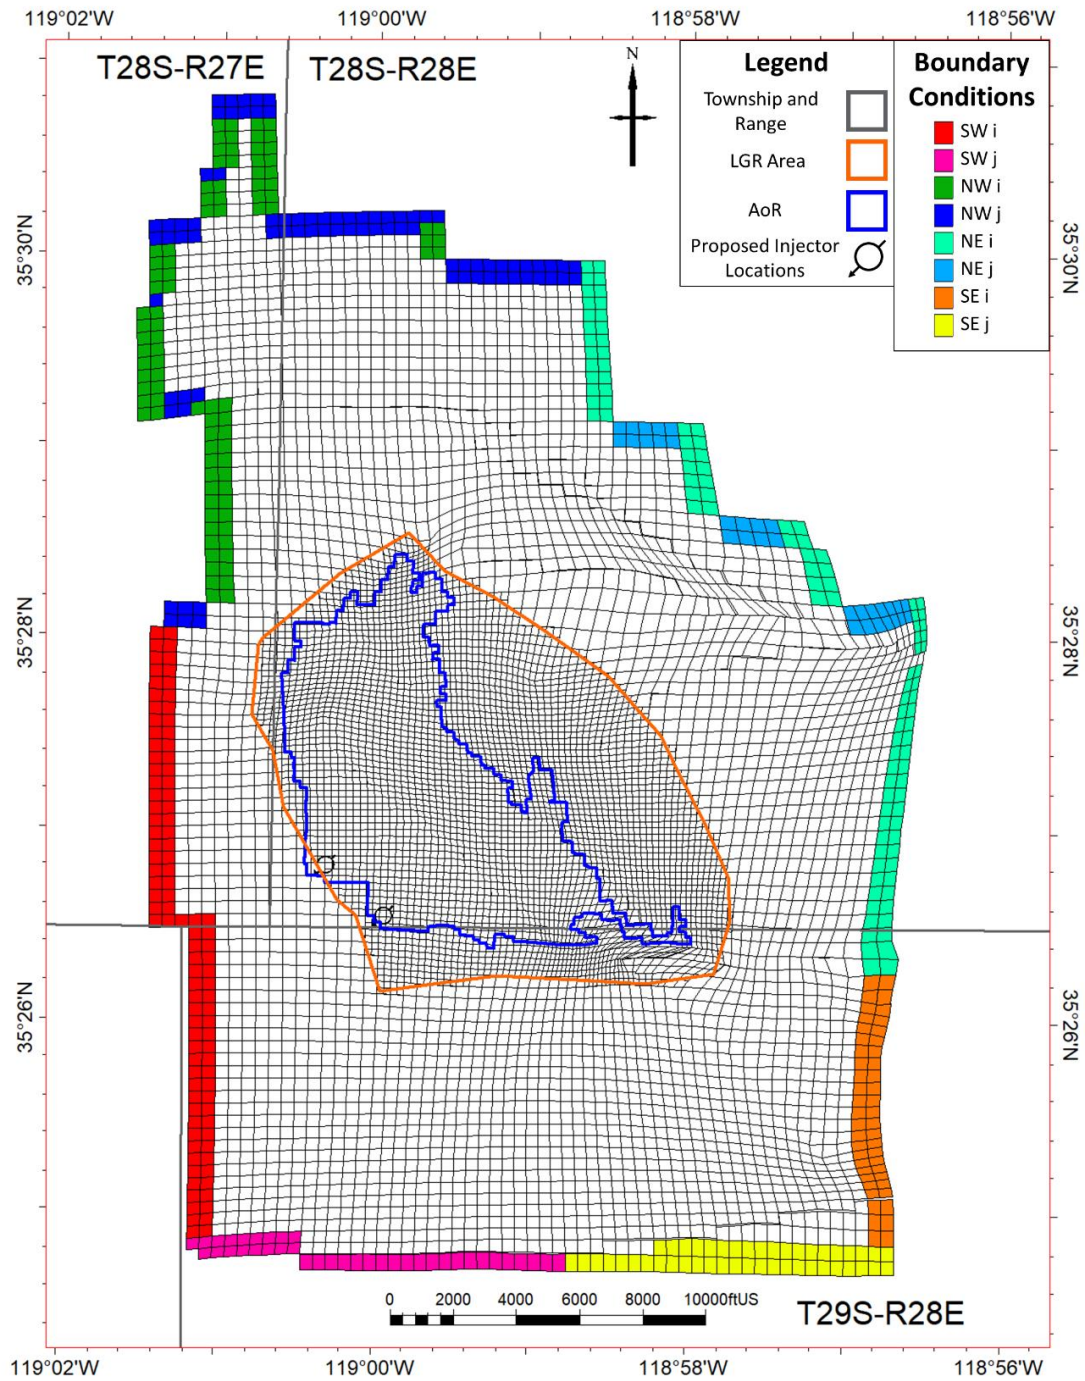 119°02'W 119°00'W 118°58'W 118°56'W
T28S-R27E T28S-R28E
N
Legend
Township and
Range
LGR Area
AoR
Proposed Injector
Locations
Boundary
Conditions
SW i
SW j
NW i
NW j
NE i
NE j
SE i
SE j
35°30'N 35°30'N
35°28'N 35°28'N
35°26'N 35°26'N
0 2000 4000 6000 8000 10000ftUS
T29S-R28E
119°02'W 119°00'W 118°58'W 118°56'W